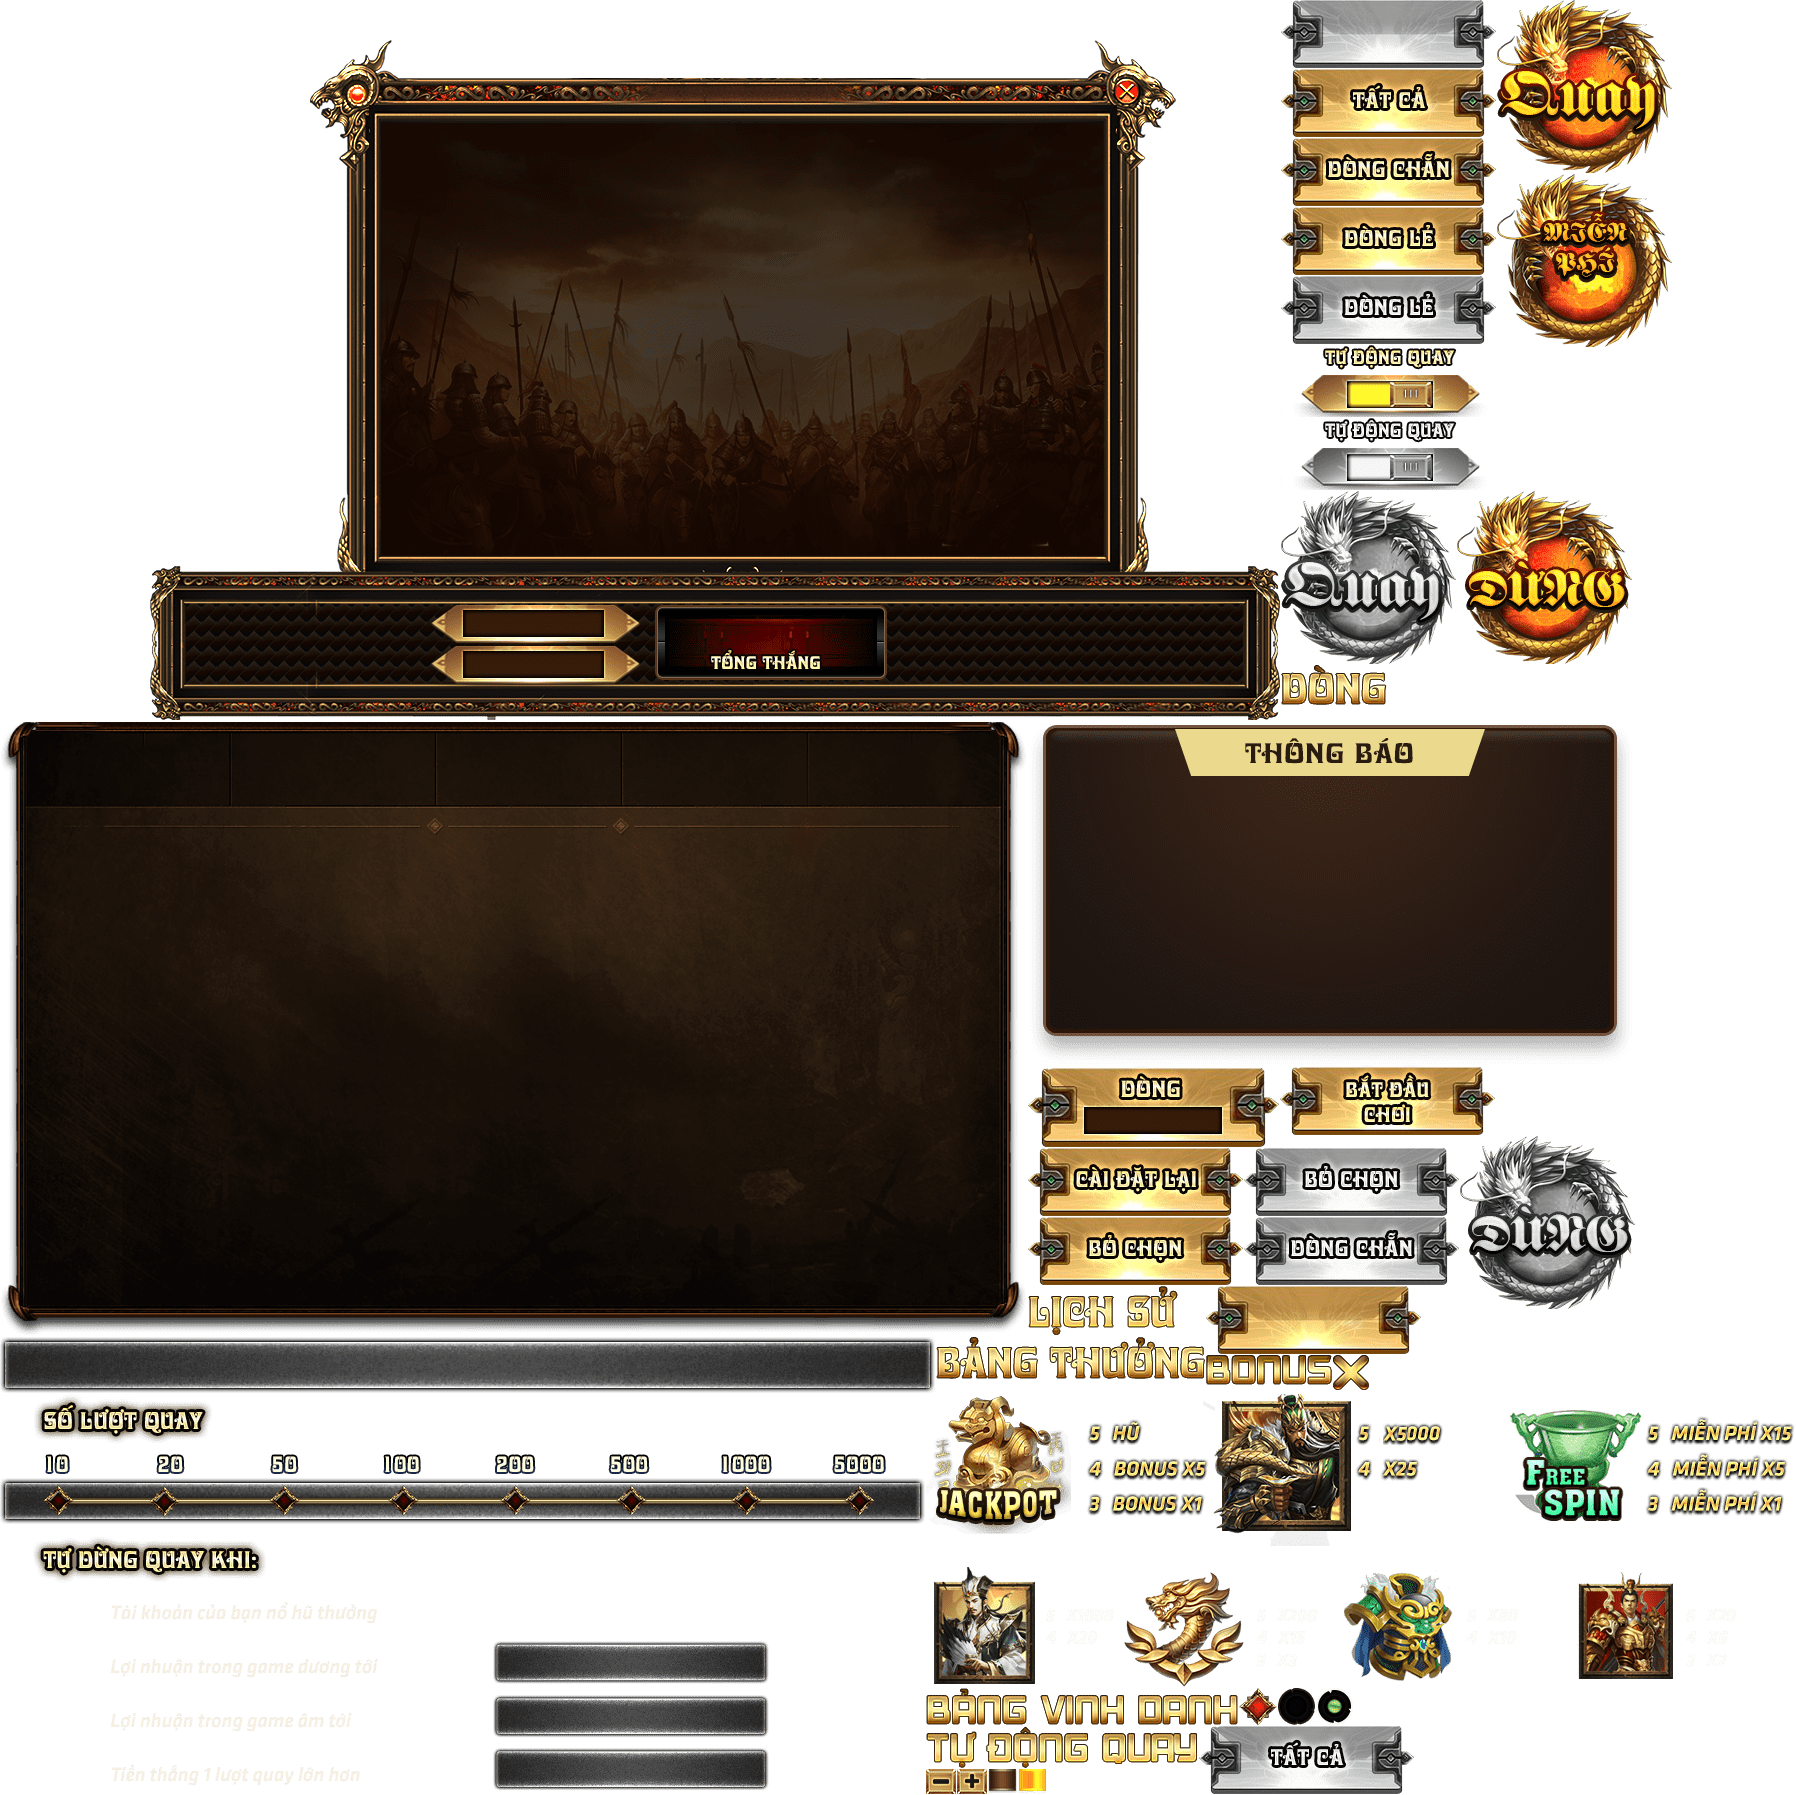 TẤT CẢ
Quay
DÒNG CHẴN
DÒNG LẺ
MIỄN
PHÍ
DÒNG LẺ
TỰ ĐỘNG QUAY
TỰ ĐỘNG QUAY
Quay
DỪNG
TỔNG THẮNG
DÒNG
THÔNG BÁO
DÒNG
BẮT ĐẦU
CHƠI
CÀI ĐẶT LẠI
BỎ CHỌN
BỎ CHỌN
DÒNG CHẴN
DỪNG
LỊCH SỬ
BẢNG THƯỞNG
BONUS X
SỐ LƯỢT QUAY
10 20 50 100 200 500 1000 5000
JACKPOT
5 HŨ
4 BONUS X5
3 BONUS X1
5 X5000
4 X25
FREE
SPIN
5 MIỄN PHÍ X15
4 MIỄN PHÍ X5
3 MIỄN PHÍ X1
TỰ DỪNG QUAY KHI:
Tài khoản của bạn nổ hũ thưởng
Lợi nhuận trong game dương tới
Lợi nhuận trong game âm tới
Tiền thắng 1 lượt quay lớn hơn
BẢNG VINH DANH
TỰ ĐỘNG QUAY
TẤT CẢ